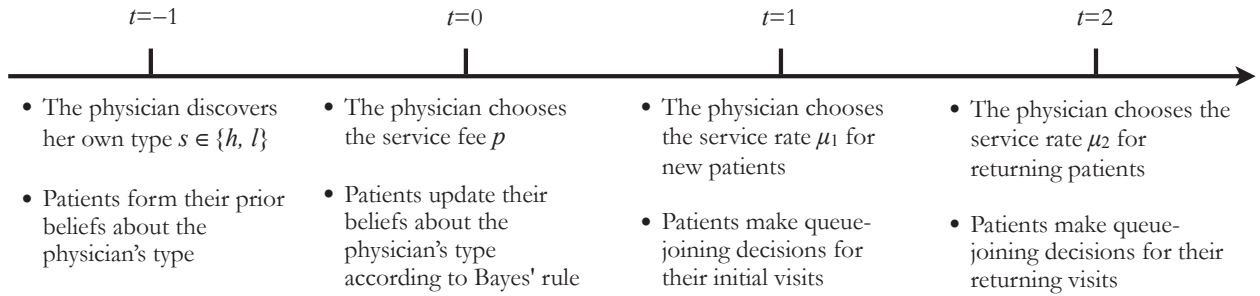 t=–1
t=0
t=1
t=2
• The physician discovers
her own type s ∈ {h, l}
• Patients form their prior
beliefs about the
physician's type
• The physician chooses
the service fee p
• Patients update their
beliefs about the
physician's type
according to Bayes' rule
• The physician chooses
the service rate μ₁ for
new patients
• Patients make queue-
joining decisions for
their initial visits
• The physician chooses the
service rate μ₂ for
returning patients
• Patients make queue-
joining decisions for their
returning visits